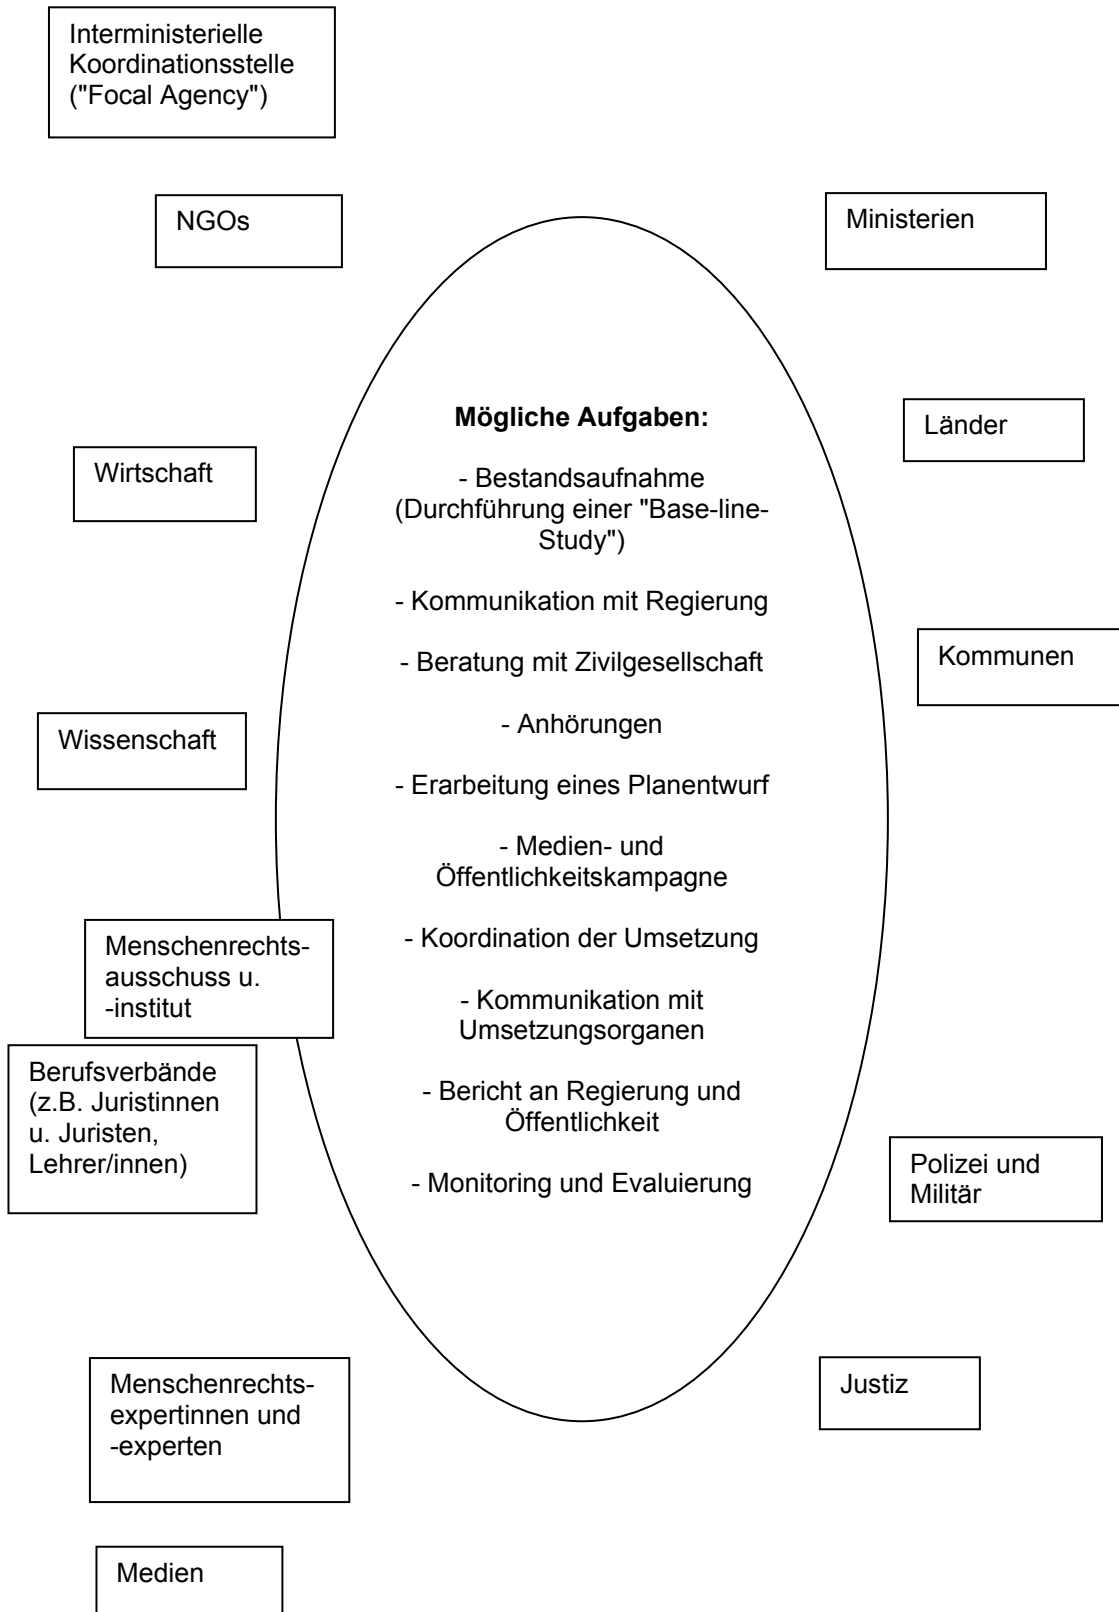 Interministerielle
Koordinationsstelle
("Focal Agency")
NGOs
Ministerien
Mögliche Aufgaben:
- Bestandsaufnahme
(Durchführung einer "Base-line-
Study")
- Kommunikation mit Regierung
- Beratung mit Zivilgesellschaft
- Anhörungen
- Erarbeitung eines Planentwurf
- Medien- und
Öffentlichkeitskampagne
- Koordination der Umsetzung
- Kommunikation mit
Umsetzungsorganen
- Bericht an Regierung und
Öffentlichkeit
- Monitoring und Evaluierung
Länder
Wirtschaft
Kommunen
Wissenschaft
Menschenrechts-
ausschuss u.
-institut
Berufsverbände
(z.B. Juristinnen
u. Juristen,
Lehrer/innen)
Polizei und
Militär
Menschenrechts-
expertinnen und
-experten
Justiz
Medien